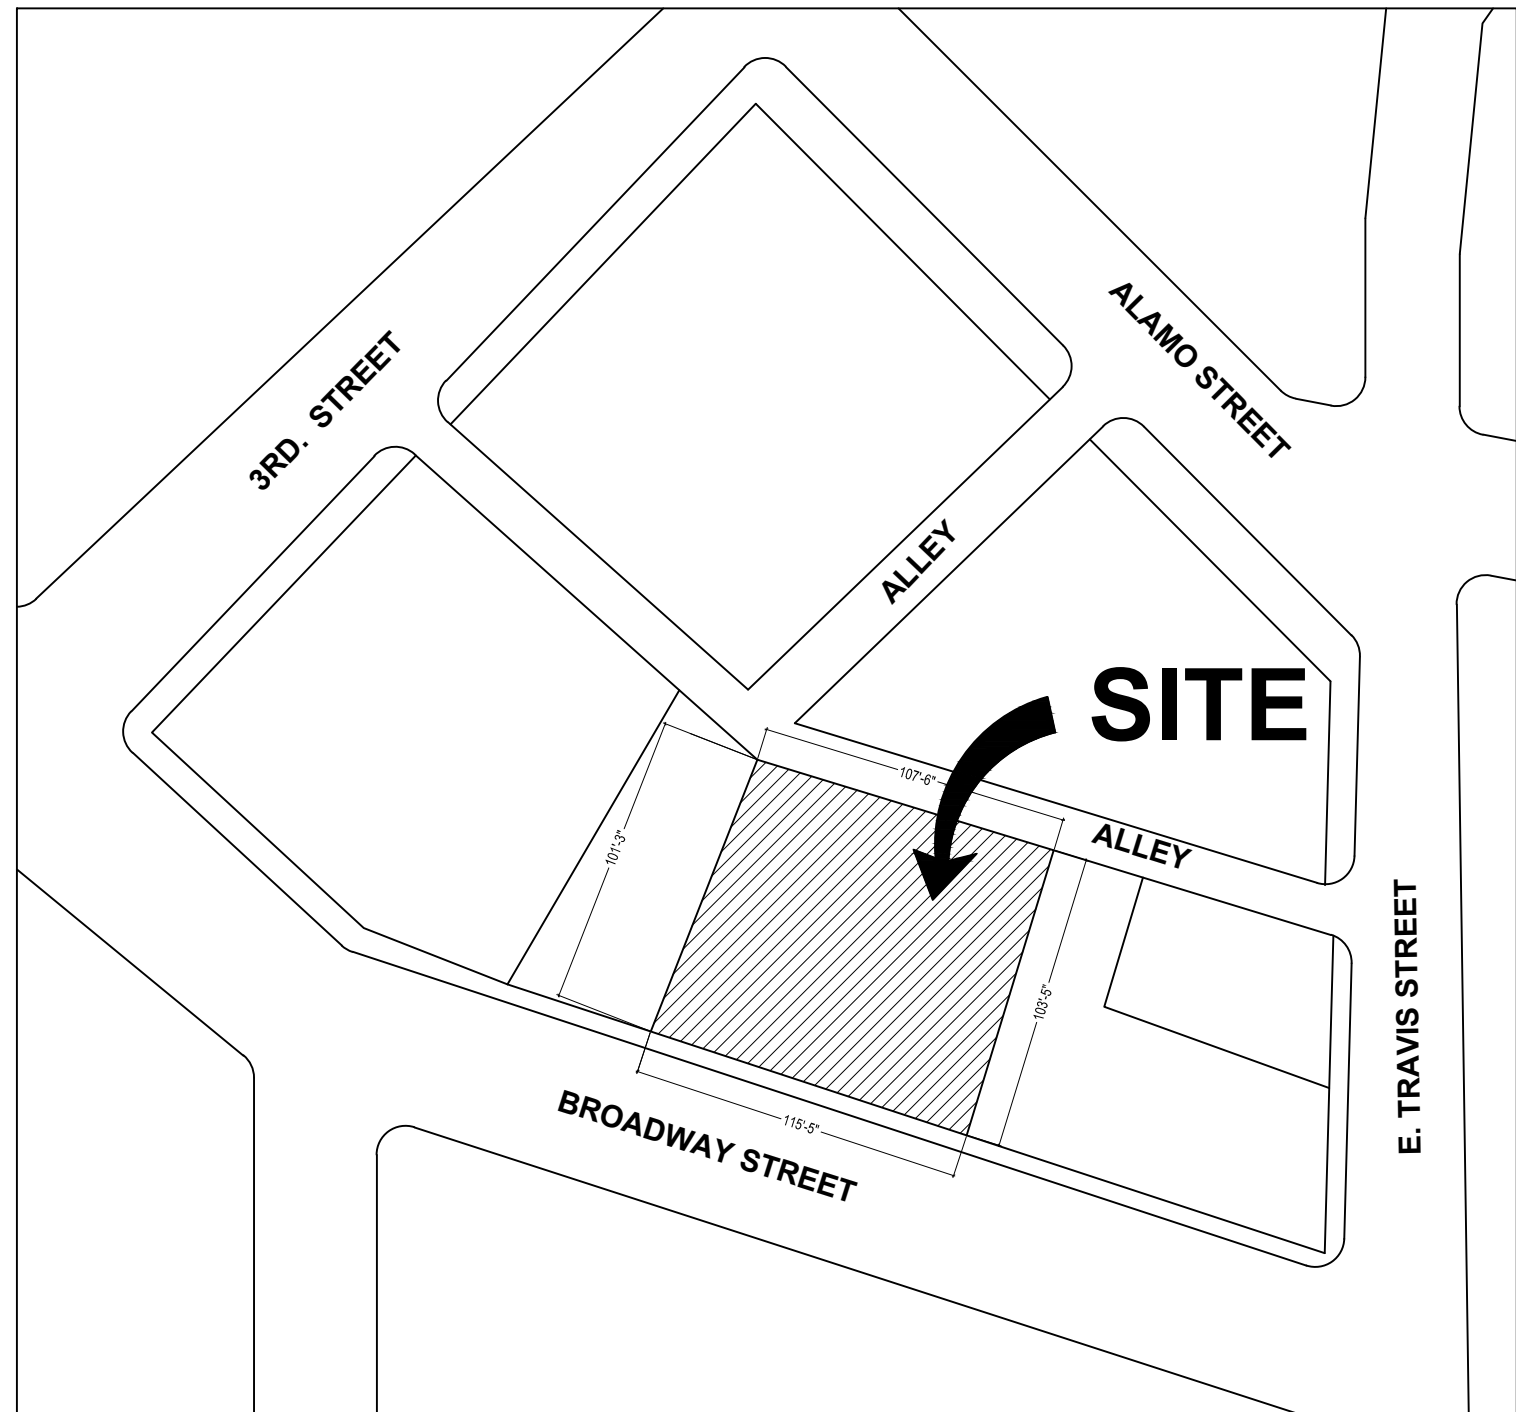 ALAMO STREET
3RD. STREET
ALLEY
SITE
107'-6"
ALLEY
101'-3"
E. TRAVIS STREET
103'-5"
115'-5"
BROADWAY STREET